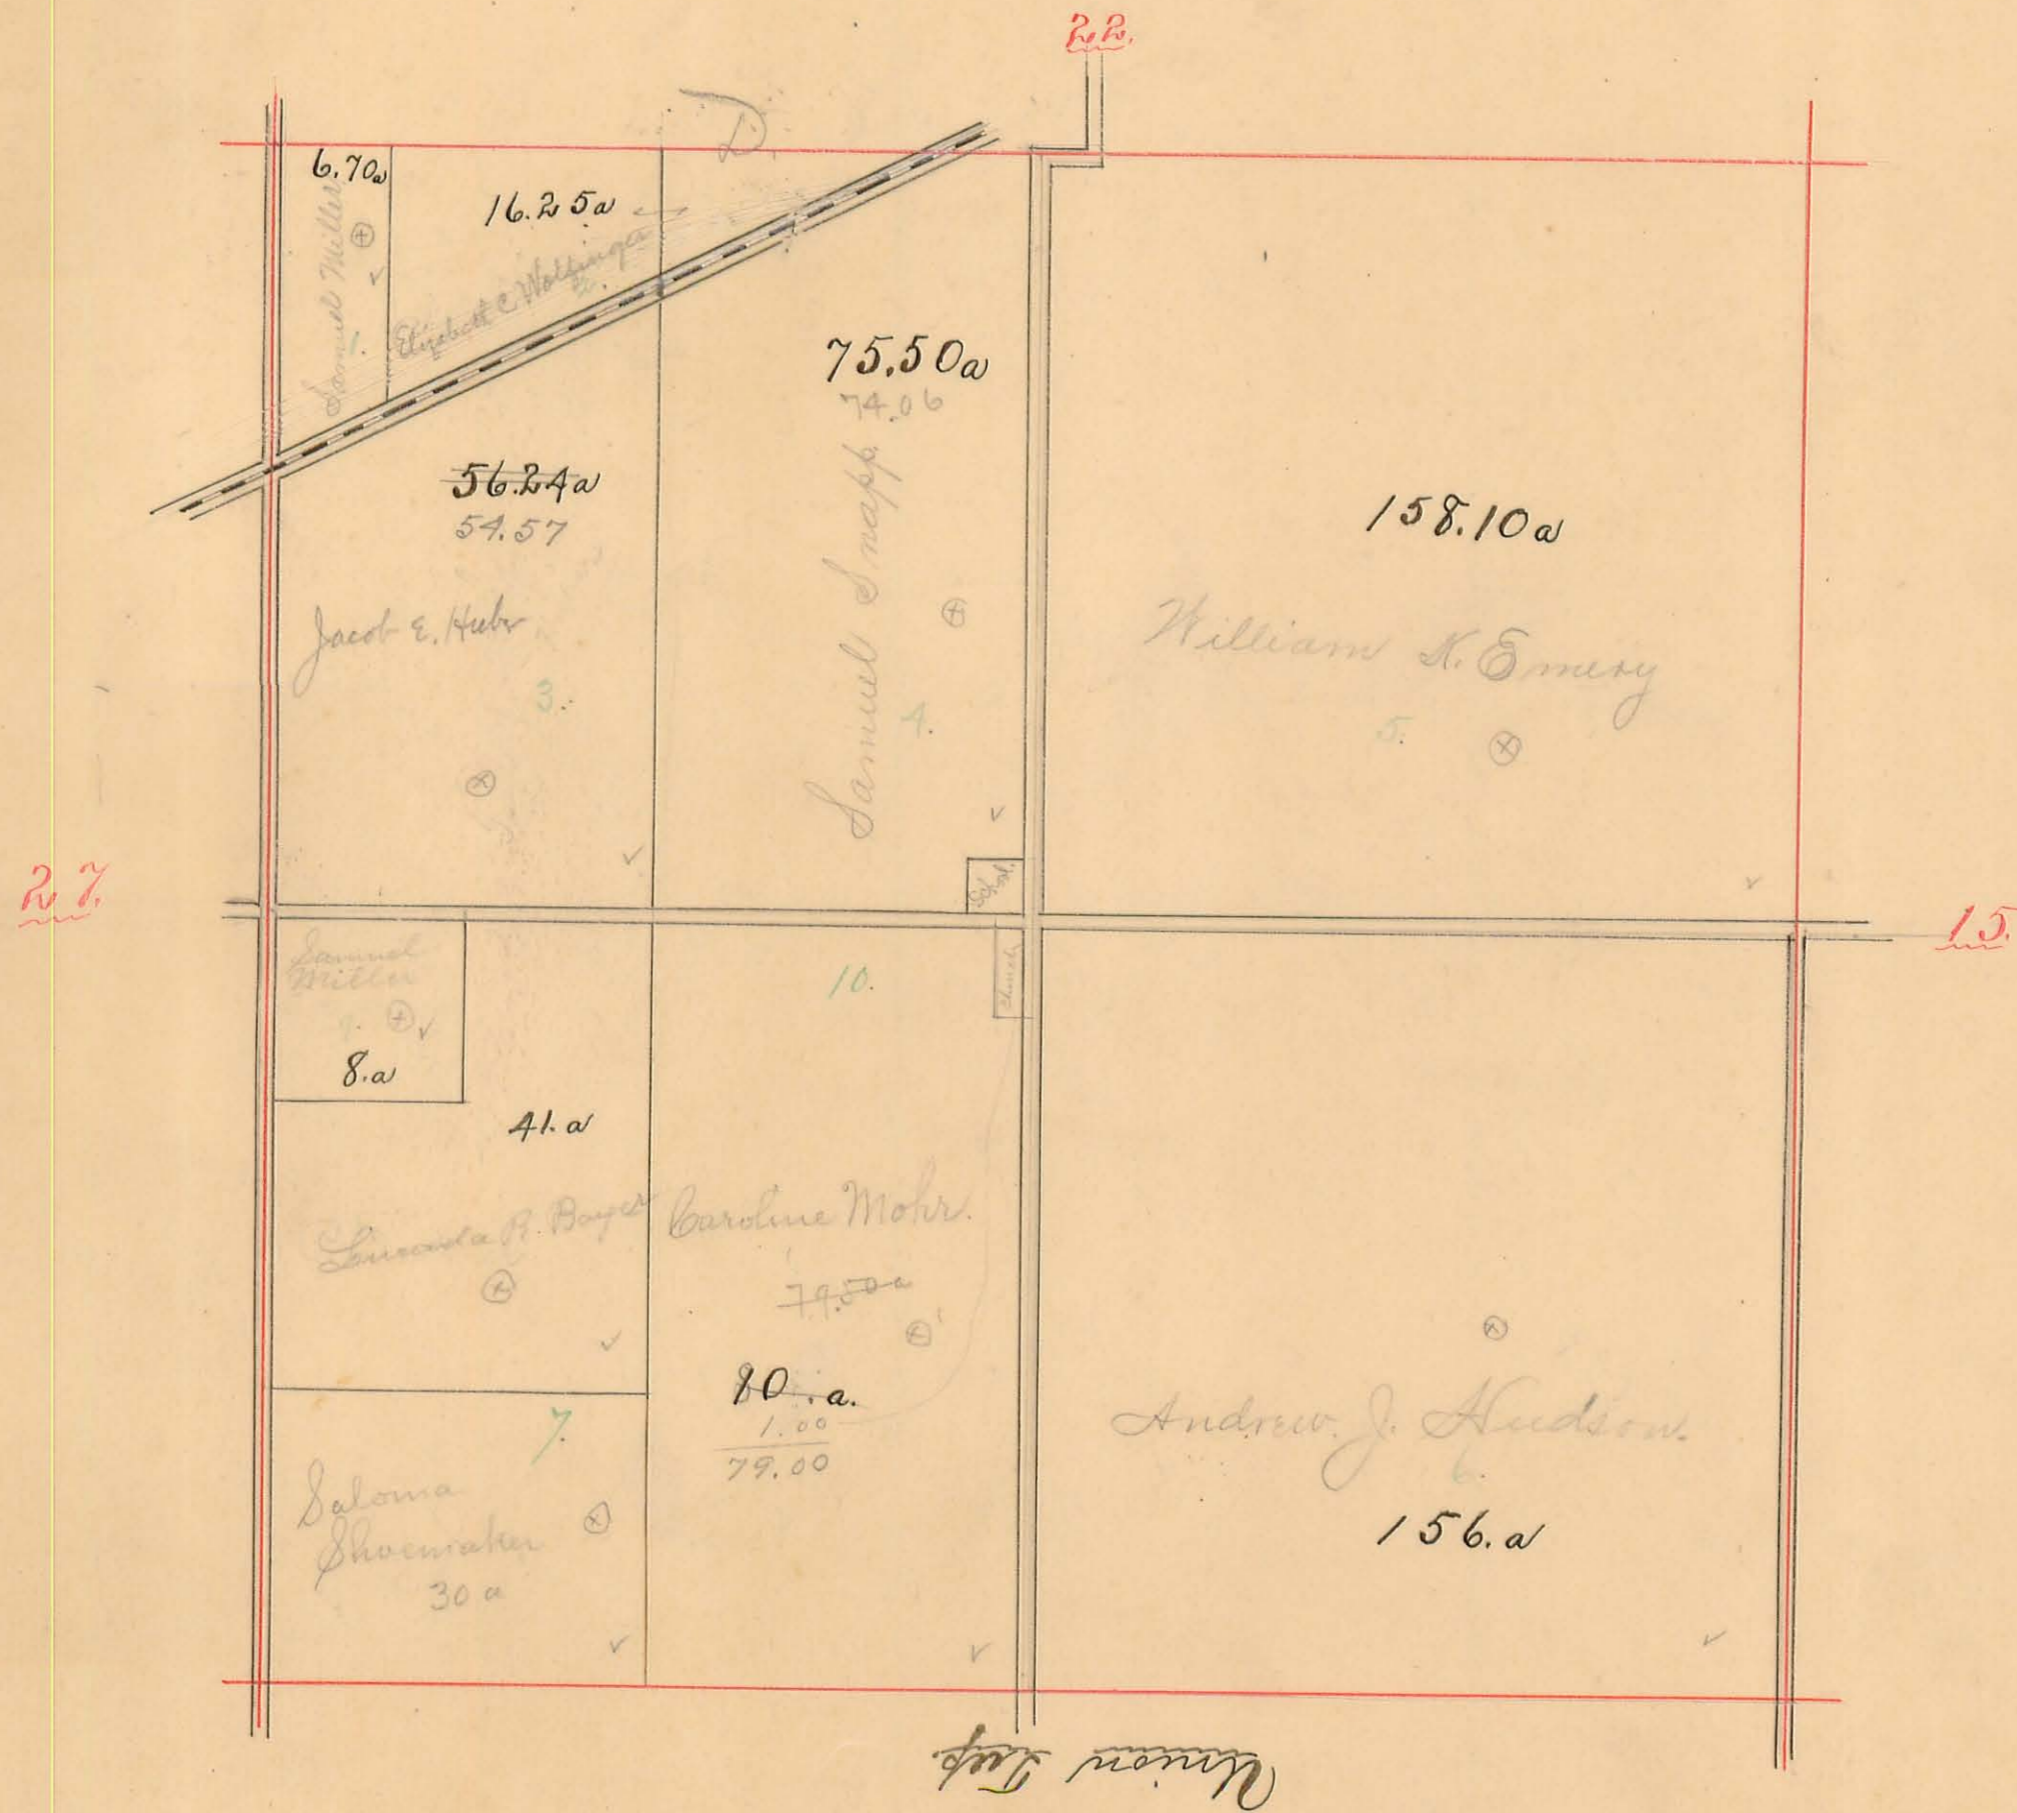 22.
D.
6.70a
Samuel Miller
1.
16.25a
Elizabeth C Wolfinger
2.
75.50a
74.06
Samuel Snapp
4.
56.24a
54.57
Jacob E. Huber
3.
158.10a
William K. Emery
5.
School.
27.
15.
Samuel
Miller
8.a
41.a
R. Boyer
10.
Church
Caroline Mohr.
79.50a
80.a.
1.00
79.00
7.
Saloma
Shoemaker
30 a
Andrew. J. Hudson.
6.
156.a
Union Twp.